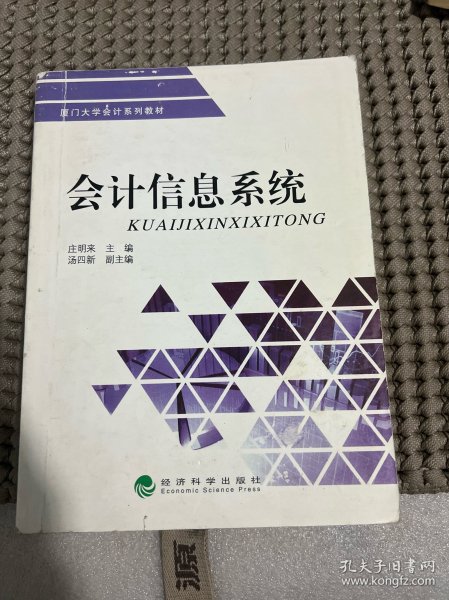 厦门大学会计系列教材
会计信息系统
KUAIJIXINXIXITONG
庄明来 主 编
汤四新 副主编
经济科学出版社
Economic Science Press
源
孔夫子旧书网
www.kongfz.com